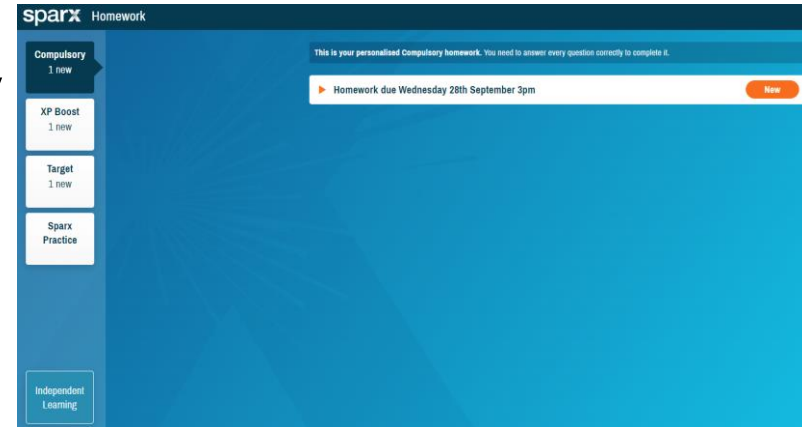 sparx Homework
Compulsory
1 new
This is your personalised Compulsory homework. You need to answer every question correctly to complete it.
Homework due Wednesday 28th September 3pm
New
XP Boost
1 new
Target
1 new
Sparx
Practice
Independent
Learning